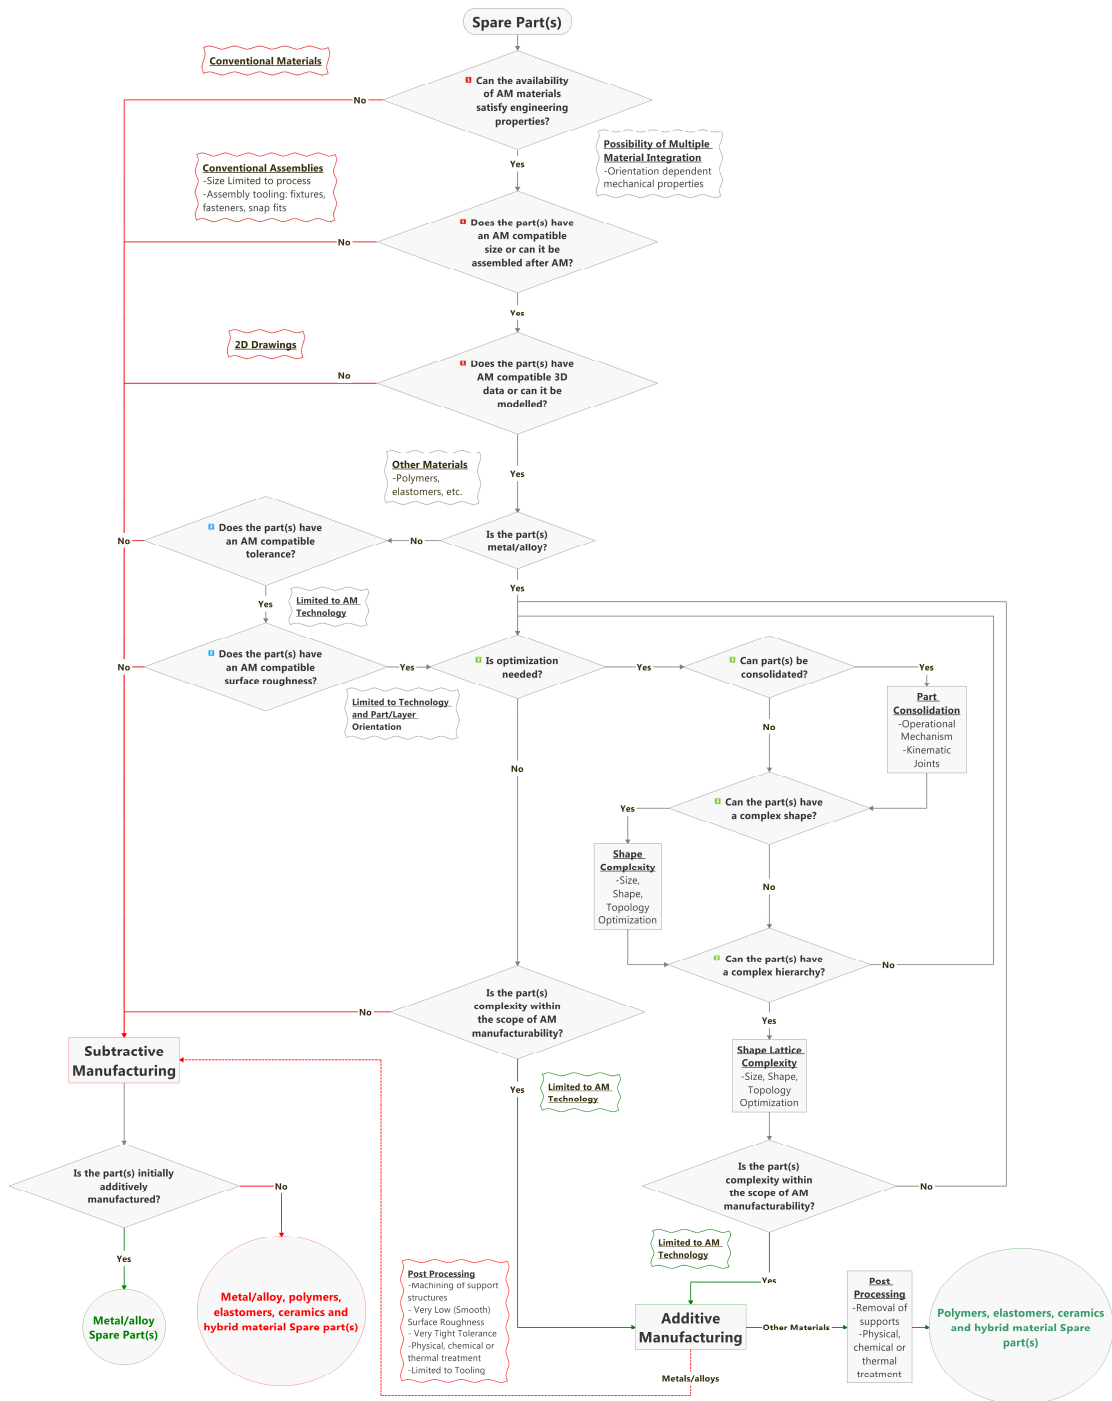 Spare Part(s)
Conventional Materials
1 Can the availability
of AM materials
satisfy engineering
properties?
No
Yes
Possibility of Multiple
Material Integration
-Orientation dependent
mechanical properties
Conventional Assemblies
-Size Limited to process
-Assembly tooling: fixtures,
fasteners, snap fits
Does the part(s) have
an AM compatible
size or can it be
assembled after AM?
No
Yes
2D Drawings
1 Does the part(s) have
AM compatible 3D
data or can it be
modelled?
No
Yes
Other Materials
-Polymers,
elastomers, etc.
Is the part(s)
metal/alloy?
No
Yes
2 Does the part(s) have
an AM compatible
tolerance?
No
Yes
Limited to AM
Technology
2 Does the part(s) have
an AM compatible
surface roughness?
No
Yes
Limited to Technology
and Part/Layer
Orientation
3 Is optimization
needed?
Yes
No
3 Can part(s) be
consolidated?
Yes
No
Part
Consolidation
-Operational
Mechanism
-Kinematic
Joints
3 Can the part(s) have
a complex shape?
Yes
No
Shape
Complexity
-Size,
Shape,
Topology
Optimization
Can the part(s) have
a complex hierarchy?
No
Yes
Shape Lattice
Complexity
-Size, Shape,
Topology
Optimization
Is the part(s)
complexity within
the scope of AM
manufacturability?
No
Yes
Limited to AM
Technology
Is the part(s)
complexity within
the scope of AM
manufacturability?
No
Yes
Limited to AM
Technology
Subtractive
Manufacturing
Is the part(s) initially
additively
manufactured?
No
Yes
Metal/alloy
Spare Part(s)
Metal/alloy, polymers,
elastomers, ceramics and
hybrid material Spare part(s)
Post Processing
-Machining of support
structures
- Very Low (Smooth)
Surface Roughness
- Very Tight Tolerance
-Physical, chemical or
thermal treatment
-Limited to Tooling
Additive
Manufacturing
Other Materials
Metals/alloys
Post
Processing
-Removal of
supports
-Physical,
chemical or
thermal
treatment
Polymers, elastomers, ceramics
and hybrid material Spare
part(s)